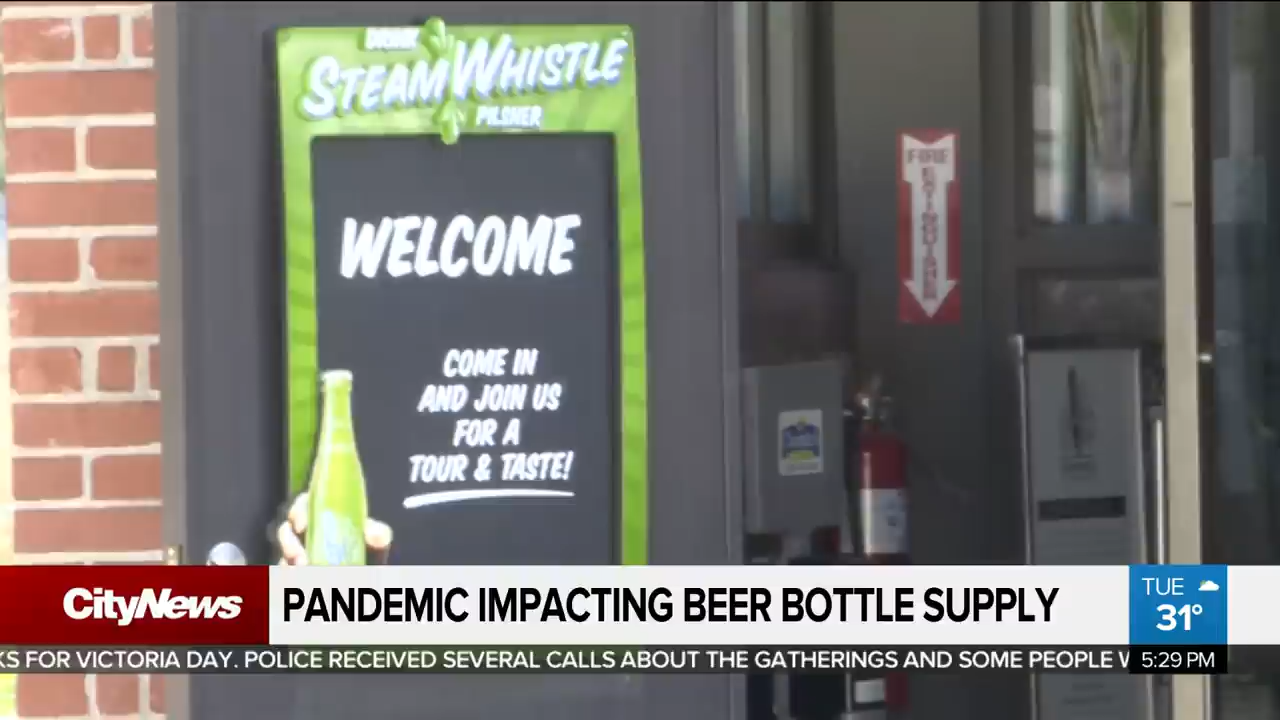 DRINK
STEAM WHISTLE
PILSNER
WELCOME
COME IN
AND JOIN US
FOR A
TOUR & TASTE!
FIRE
EXTINGUISHER
CityNews
PANDEMIC IMPACTING BEER BOTTLE SUPPLY
TUE
31°
KS FOR VICTORIA DAY. POLICE RECEIVED SEVERAL CALLS ABOUT THE GATHERINGS AND SOME PEOPLE W
5:29 PM